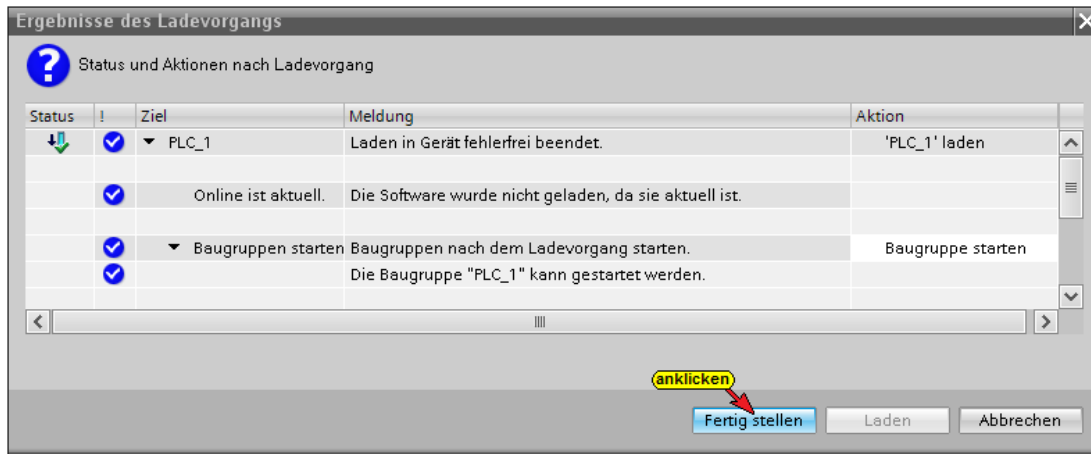 Ergebnisse des Ladevorgangs
Status und Aktionen nach Ladevorgang
Status ! Ziel Meldung Aktion
PLC_1 Laden in Gerät fehlerfrei beendet. 'PLC_1' laden
Online ist aktuell. Die Software wurde nicht geladen, da sie aktuell ist.
Baugruppen starten Baugruppen nach dem Ladevorgang starten. Baugruppe starten
Die Baugruppe "PLC_1" kann gestartet werden.
anklicken
Fertig stellen Laden Abbrechen